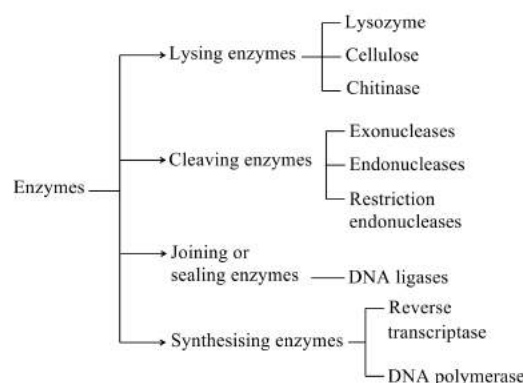 Enzymes
Lysing enzymes
Lysozyme
Cellulose
Chitinase
Cleaving enzymes
Exonucleases
Endonucleases
Restriction
endonucleases
Joining or
sealing enzymes
DNA ligases
Synthesising enzymes
Reverse
transcriptase
DNA polymerase